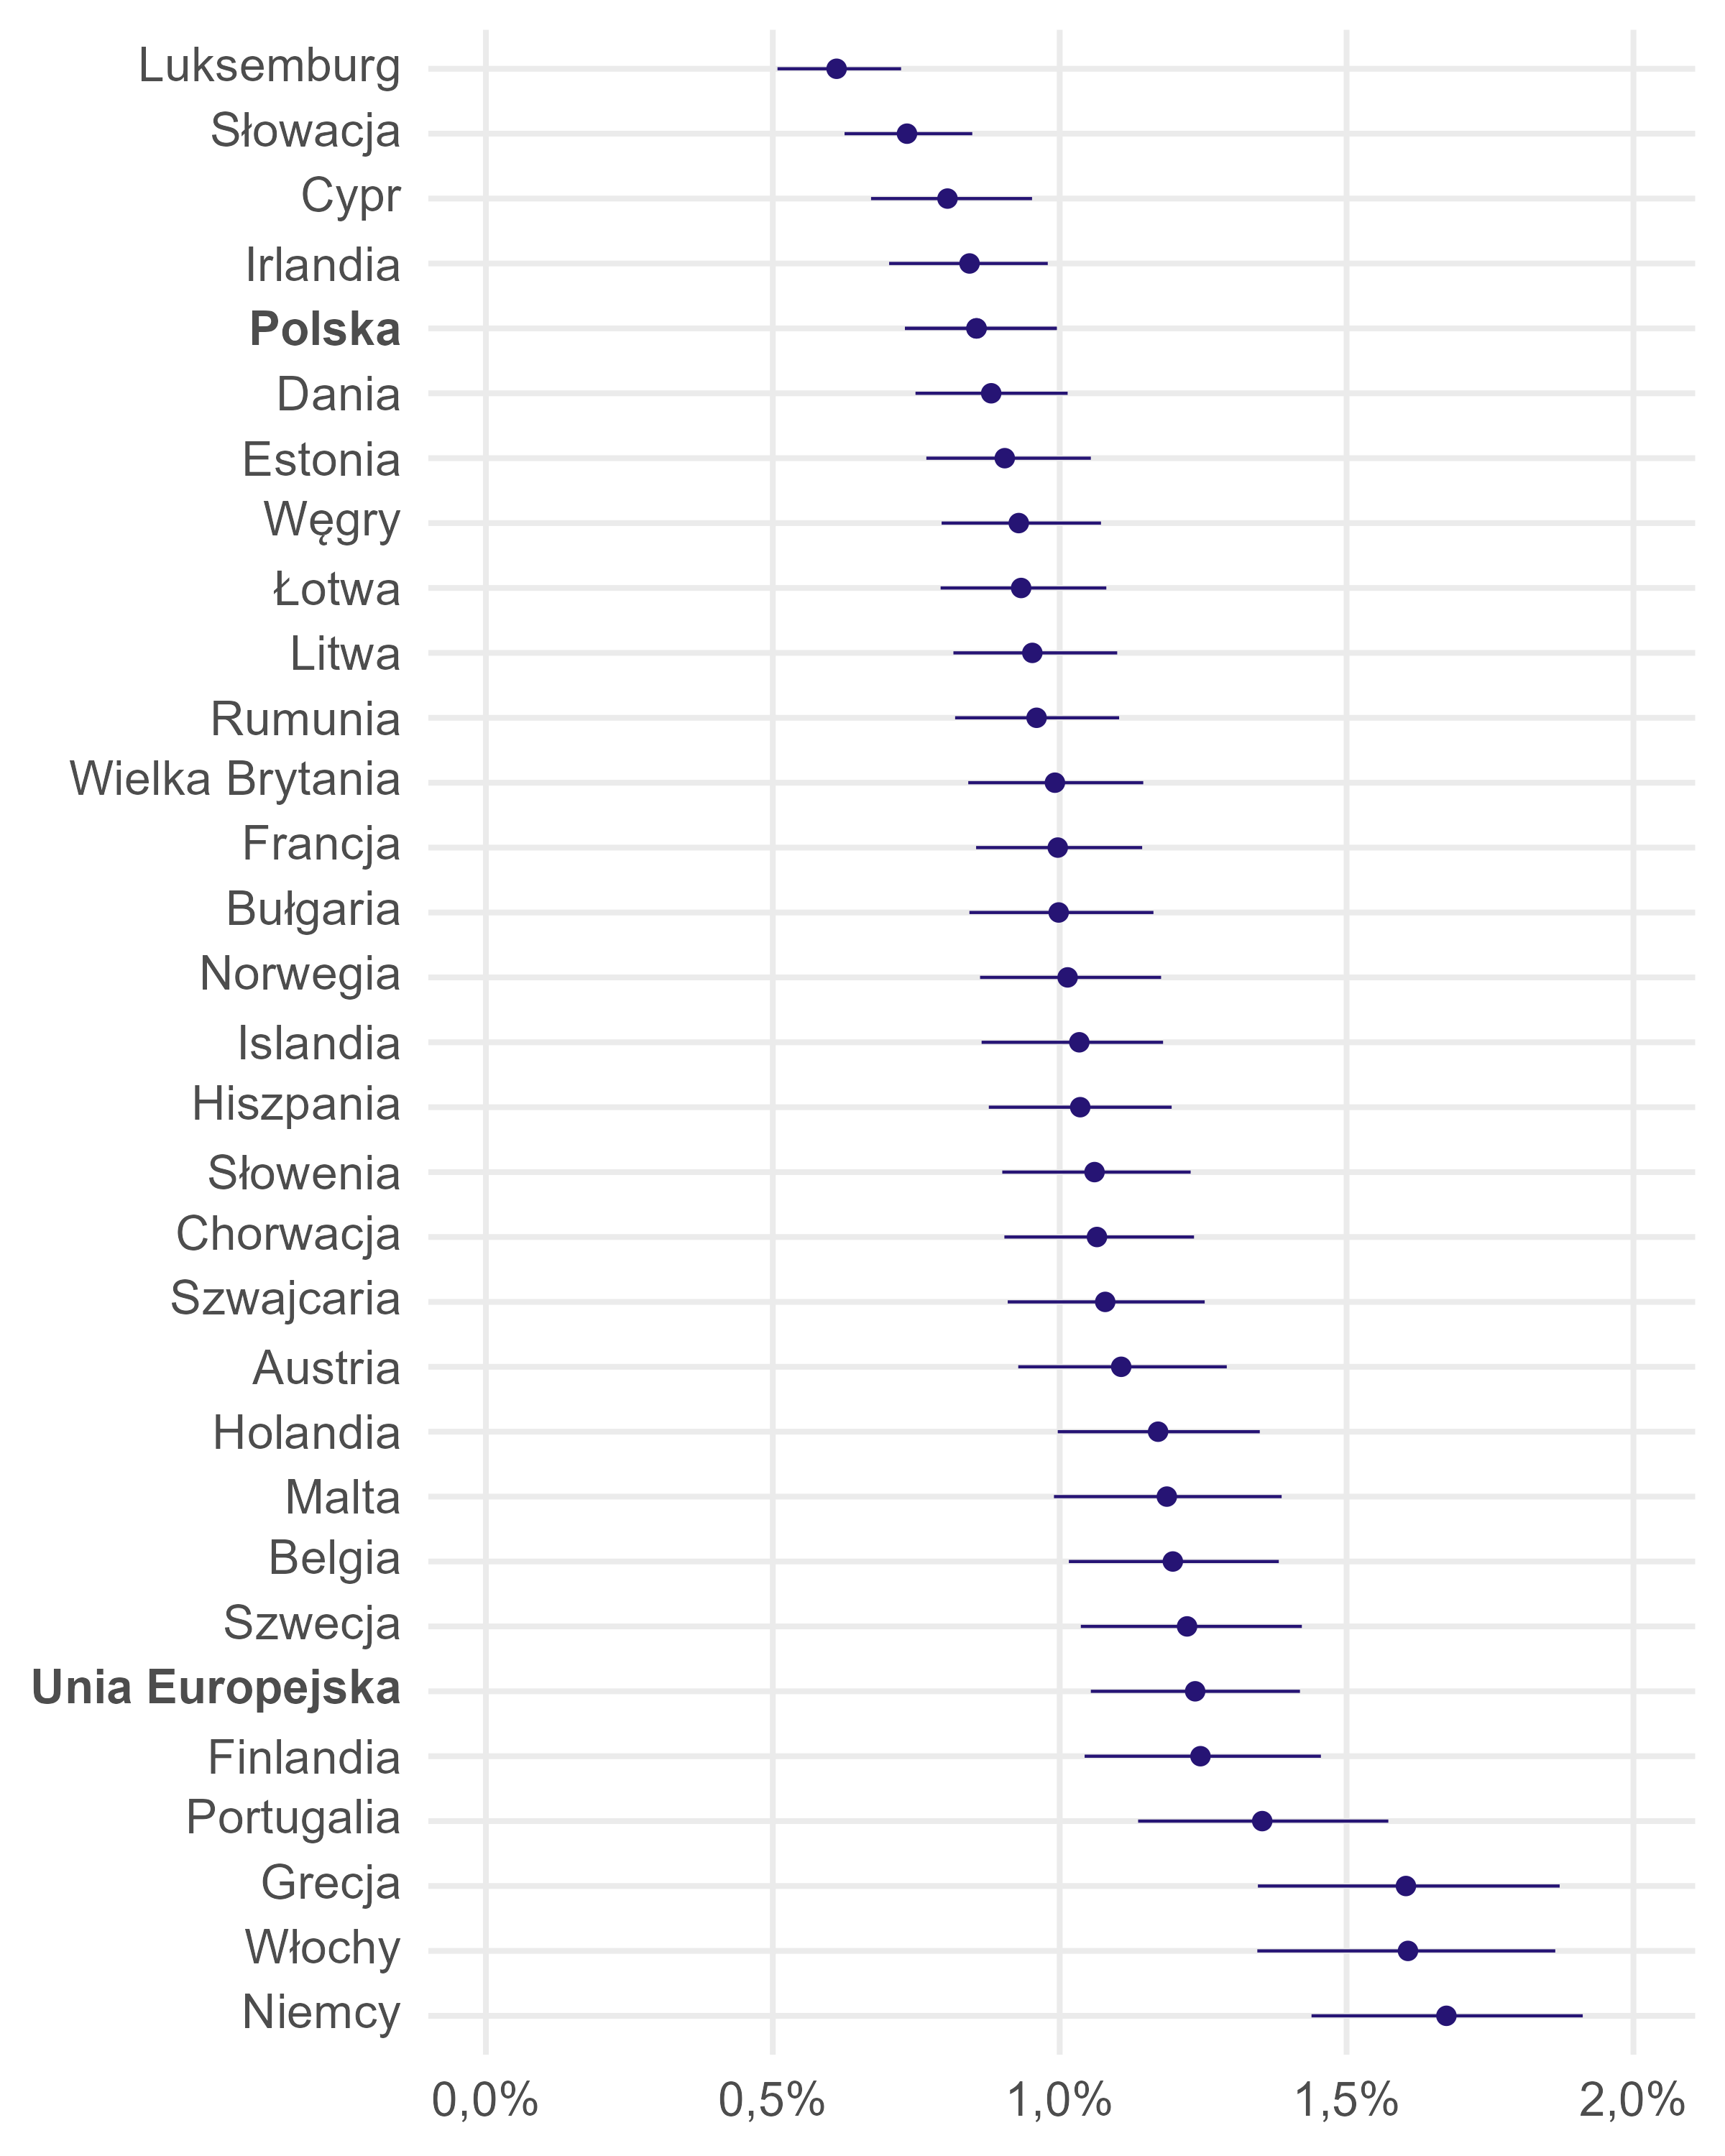 Luksemburg
Słowacja
Cypr
Irlandia
Polska
Dania
Estonia
Węgry
Łotwa
Litwa
Rumunia
Wielka Brytania
Francja
Bułgaria
Norwegia
Islandia
Hiszpania
Słowenia
Chorwacja
Szwajcaria
Austria
Holandia
Malta
Belgia
Szwecja
Unia Europejska
Finlandia
Portugalia
Grecja
Włochy
Niemcy
0,0% 0,5% 1,0% 1,5% 2,0%